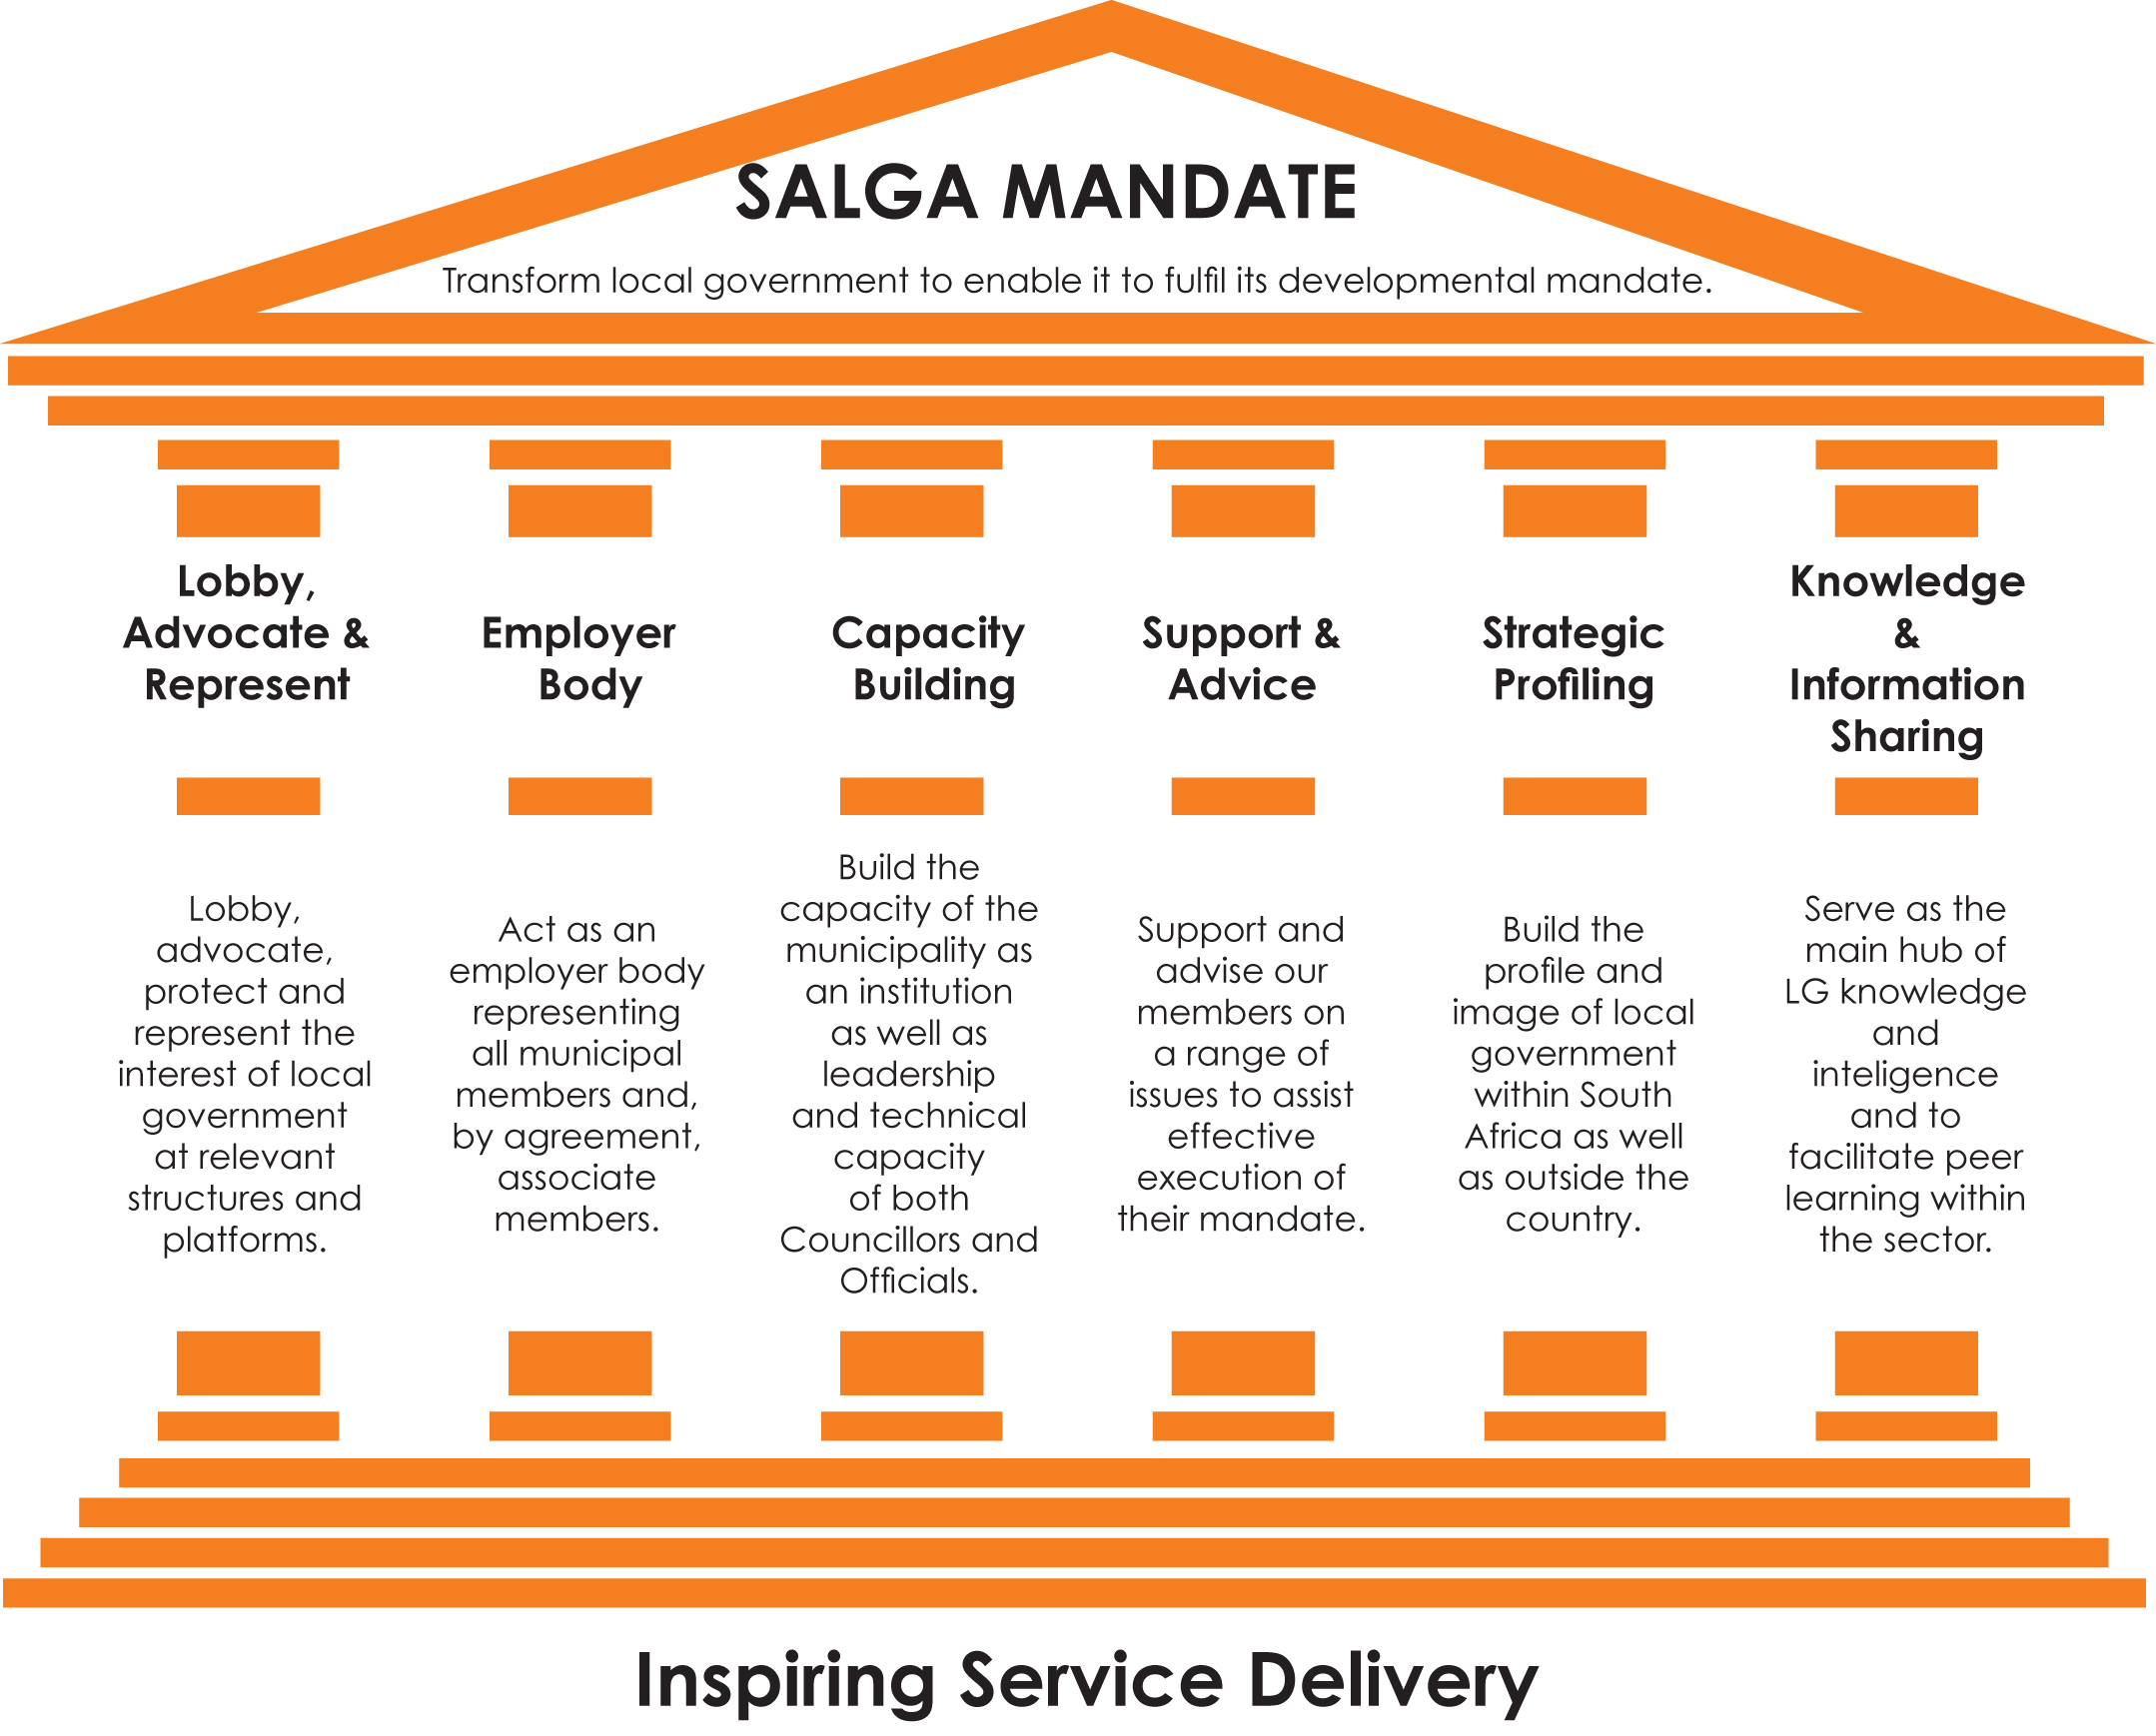 SALGA MANDATE
Transform local government to enable it to fulfil its developmental mandate.
Lobby,
Advocate &
Represent
Employer
Body
Capacity
Building
Support &
Advice
Strategic
Profiling
Knowledge
&
Information
Sharing
Lobby,
advocate,
protect and
represent the
interest of local
government
at relevant
structures and
platforms.
Act as an
employer body
representing
all municipal
members and,
by agreement,
associate
members.
Build the
capacity of the
municipality as
an institution
as well as
leadership
and technical
capacity
of both
Councillors and
Officials.
Support and
advise our
members on
a range of
issues to assist
effective
execution of
their mandate.
Build the
profile and
image of local
government
within South
Africa as well
as outside the
country.
Serve as the
main hub of
LG knowledge
and
inteligence
and to
facilitate peer
learning within
the sector.
Inspiring Service Delivery